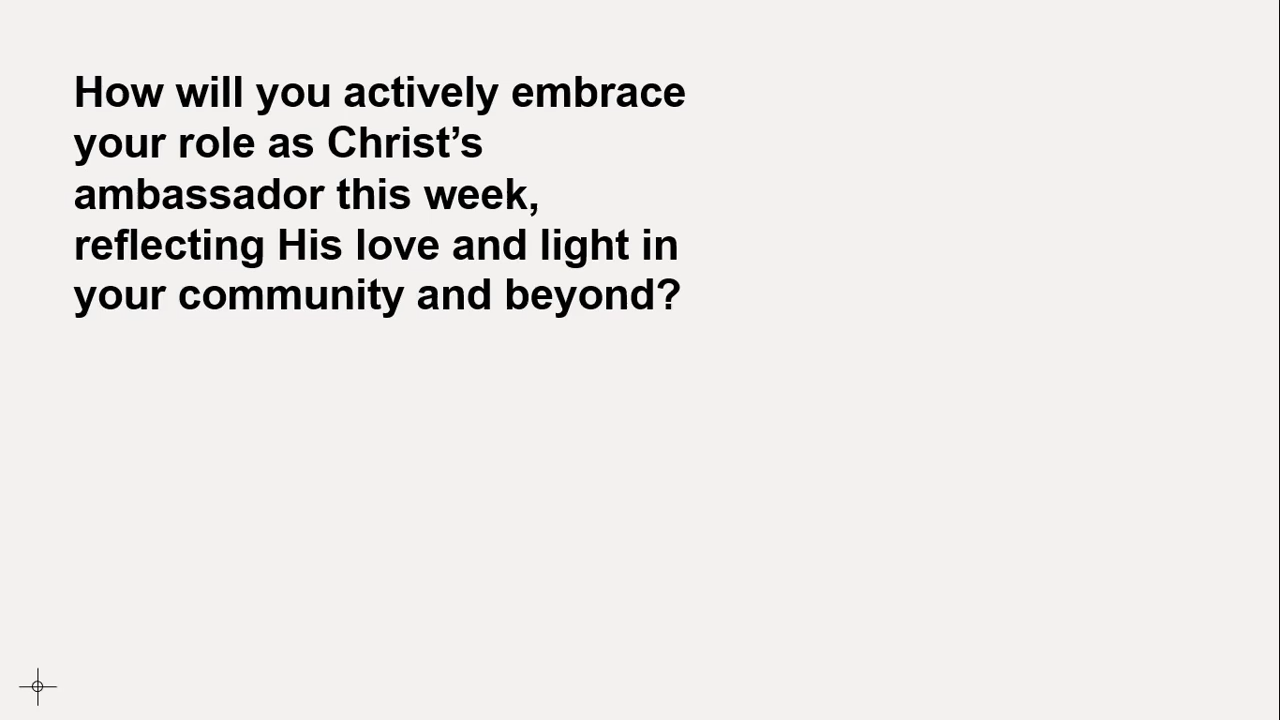 How will you actively embrace
your role as Christ’s
ambassador this week,
reflecting His love and light in
your community and beyond?